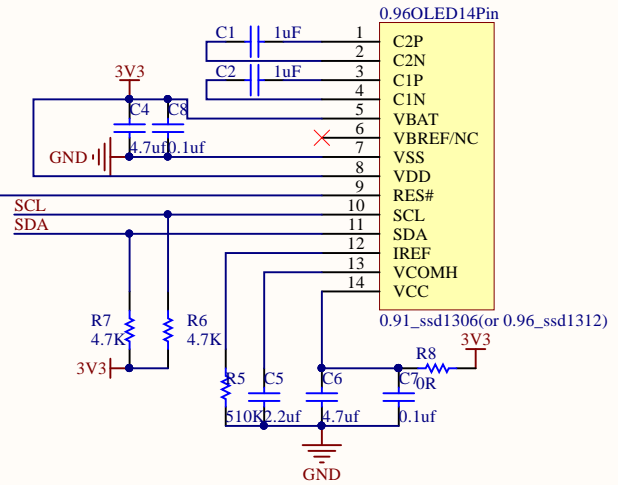 0.96OLED14Pin
C1 1uF 1 C2P
2 C2N
C2 1uF 3 C1P
4 C1N
3V3
C4 C8
5 VBAT
6 VBREF/NC
4.7uf 0.1uf
GND 7 VSS
8 VDD
9 RES#
SCL 10 SCL
SDA 11 SDA
12 IREF
13 VCOMH
14 VCC
0.91_ssd1306(or 0.96_ssd1312)
R7 R6
4.7K 4.7K
3V3
3V3
R8
R5 C5 C6 C7 0R
510K 2.2uf 4.7uf 0.1uf
GND